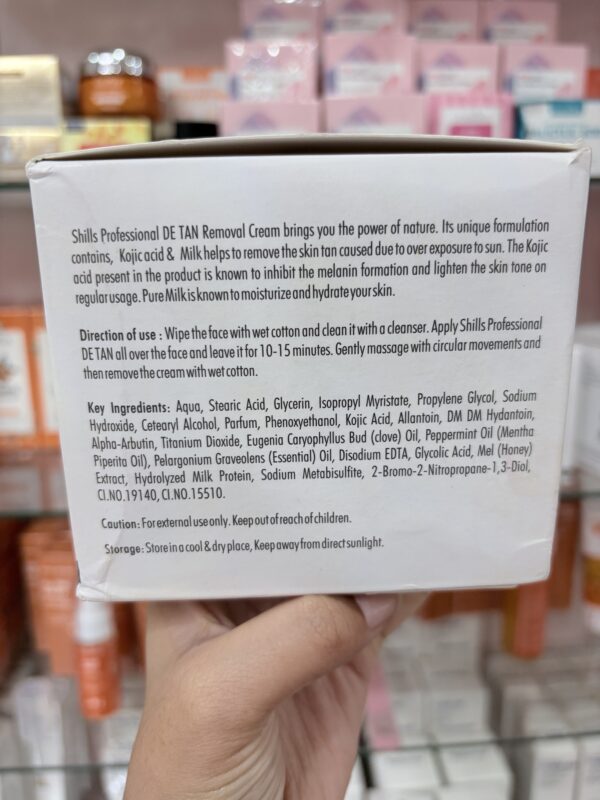 Shills Professional DE TAN Removal Cream brings you the power of nature. Its unique formulation
contains, Kojic acid & Milk helps to remove the skin tan caused due to over exposure to sun. The Kojic
acid present in the product is known to inhibit the melanin formation and lighten the skin tone on
regular usage. Pure Milk is known to moisturize and hydrate your skin.
Direction of use : Wipe the face with wet cotton and clean it with a cleanser. Apply Shills Professional
DE TAN all over the face and leave it for 10-15 minutes. Gently massage with circular movements and
then remove the cream with wet cotton.
Key Ingredients: Aqua, Stearic Acid, Glycerin, Isopropyl Myristate, Propylene Glycol, Sodium
Hydroxide, Cetearyl Alcohol, Parfum, Phenoxyethanol, Kojic Acid, Allantoin, DM DM Hydantoin,
Alpha-Arbutin, Titanium Dioxide, Eugenia Caryophyllus Bud (clove) Oil, Peppermint Oil (Mentha
Piperita Oil), Pelargonium Graveolens (Essential) Oil, Disodium EDTA, Glycolic Acid, Mel (Honey)
Extract, Hydrolyzed Milk Protein, Sodium Metabisulfite, 2-Bromo-2-Nitropropane-1,3-Diol,
CI.NO.19140, CI.NO.15510.
Caution: For external use only. Keep out of reach of children.
Storage: Store in a cool & dry place, Keep away from direct sunlight.